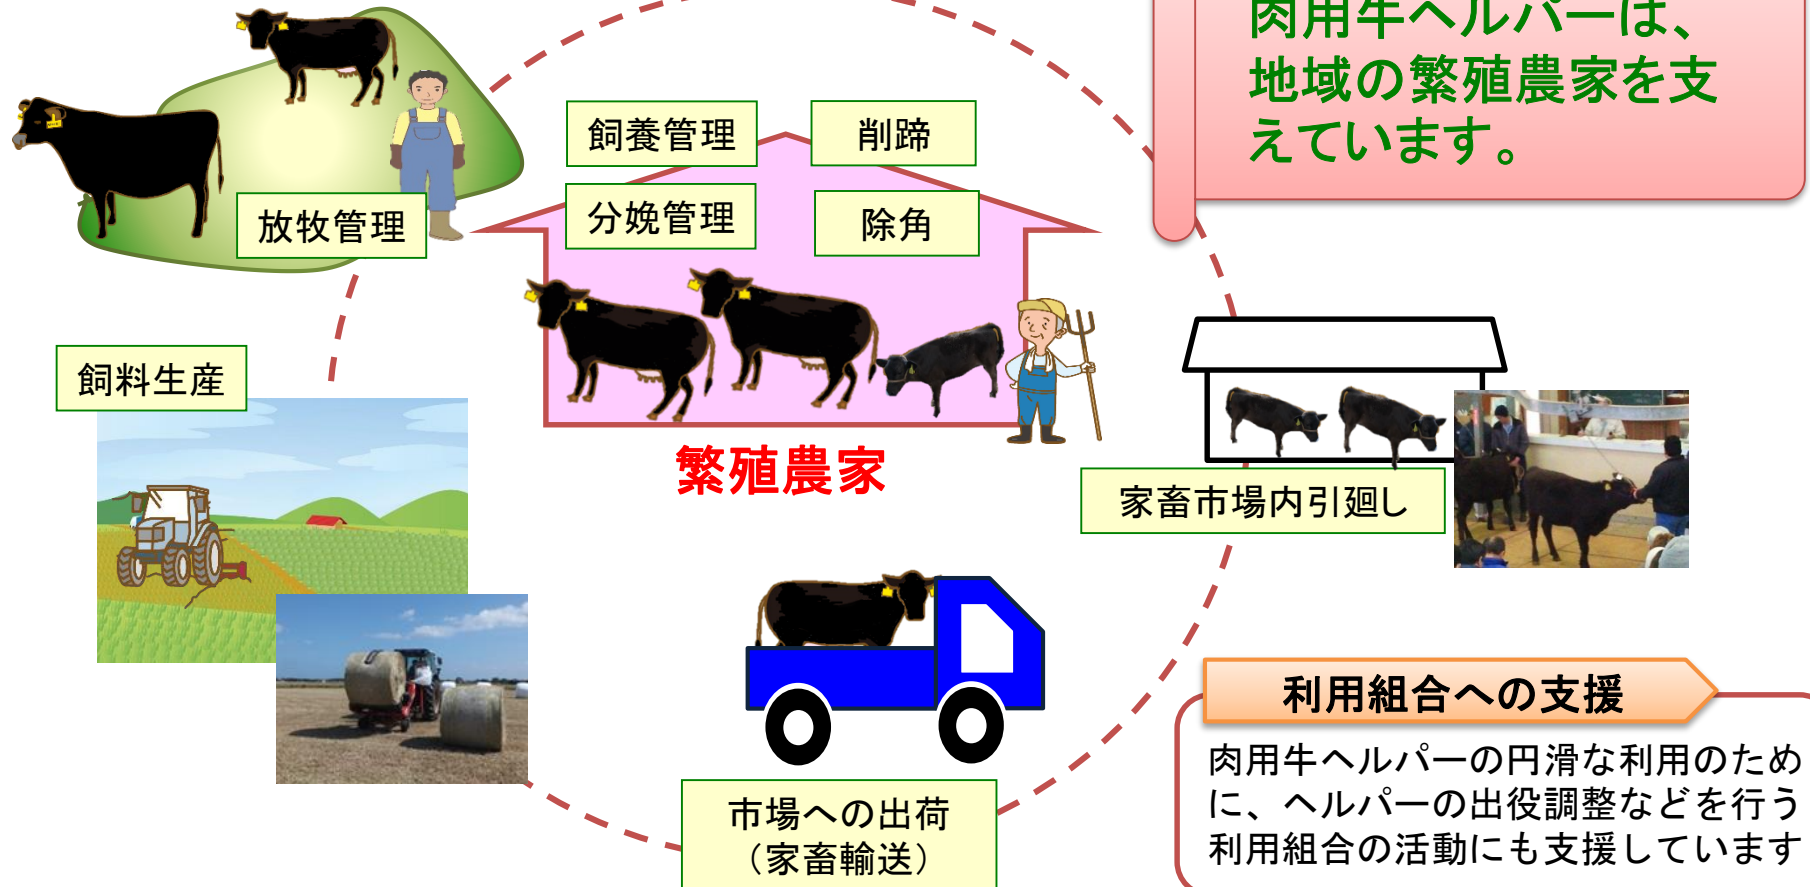 肉用牛ヘルパーは、
地域の繁殖農家を支
えています。
飼養管理
削蹄
分娩管理
除角
放牧管理
飼料生産
繁殖農家
家畜市場内引廻し
市場への出荷
（家畜輸送）
利用組合への支援
肉用牛ヘルパーの円滑な利用のため
に、ヘルパーの出役調整などを行う
利用組合の活動にも支援しています